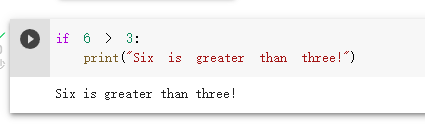 if 6 > 3:
    print("Six is greater than three!")
Six is greater than three!